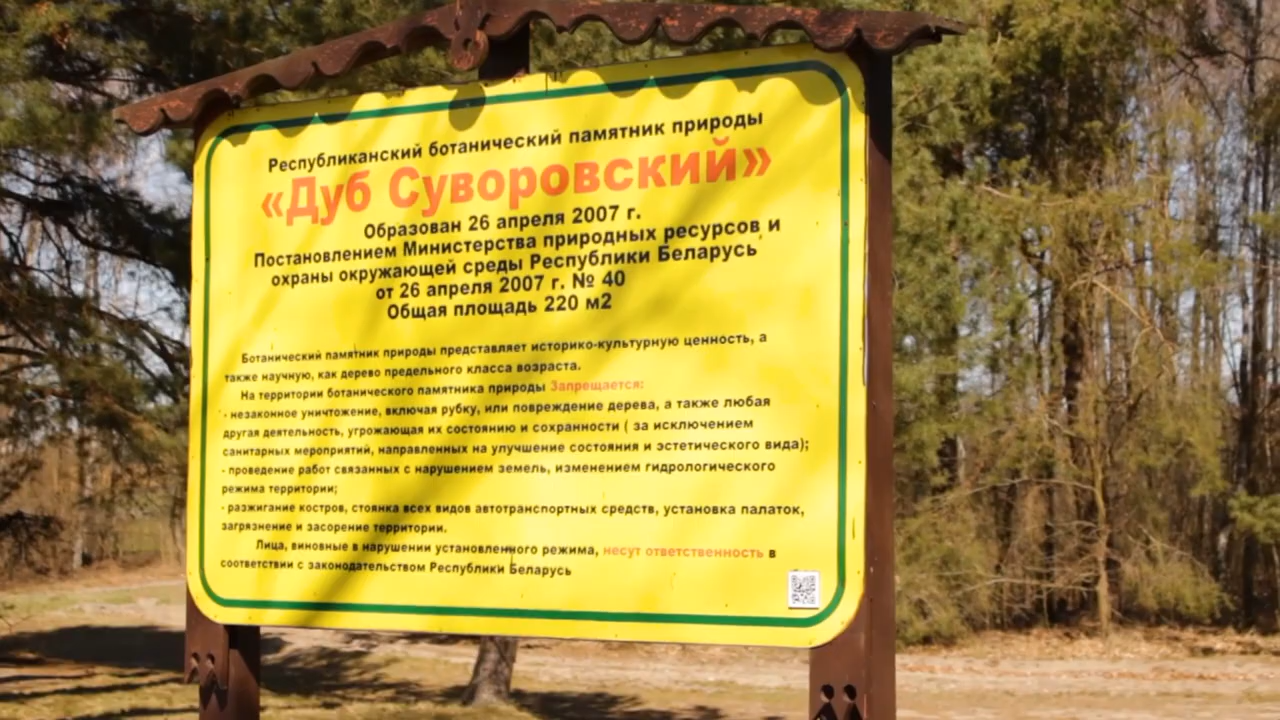 Республиканский ботанический памятник природы
«Дуб Суворовский»
Образован 26 апреля 2007 г.
Постановлением Министерства природных ресурсов и
охраны окружающей среды Республики Беларусь
от 26 апреля 2007 г. № 40
Общая площадь 220 м2
Ботанический памятник природы представляет историко-культурную ценность, а
также научную, как дерево предельного класса возраста.
На территории ботанического памятника природы Запрещается:
- незаконное уничтожение, включая рубку, или повреждение дерева, а также любая
другая деятельность, угрожающая их состоянию и сохранности ( за исключением
санитарных мероприятий, направленных на улучшение состояния и эстетического вида);
- проведение работ связанных с нарушением земель, изменением гидрологического
режима территории;
- разжигание костров, стоянка всех видов автотранспортных средств, установка палаток,
загрязнение и засорение территории.
Лица, виновные в нарушении установленного режима, несут ответственность в
соответствии с законодательством Республики Беларусь